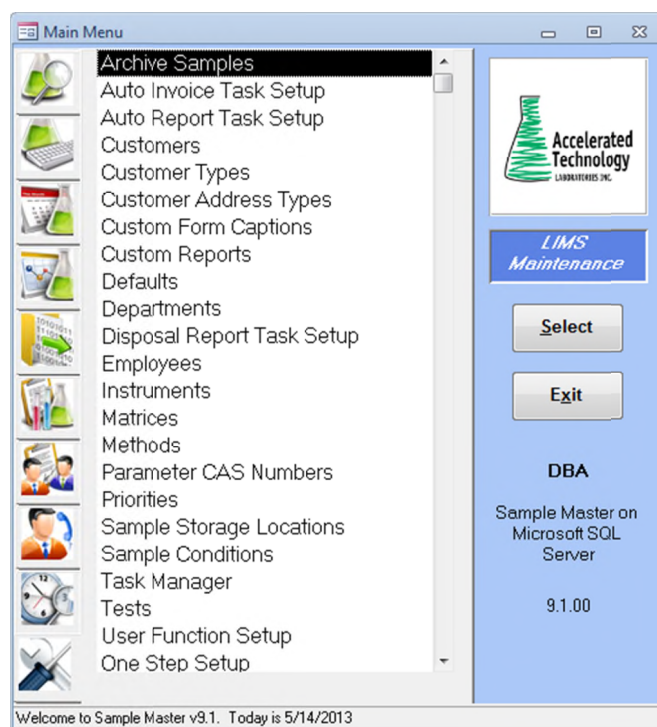 Main Menu
Archive Samples
Auto Invoice Task Setup
Auto Report Task Setup
Customers
Customer Types
Customer Address Types
Custom Form Captions
Custom Reports
Defaults
Departments
Disposal Report Task Setup
Employees
Instruments
Matrices
Methods
Parameter CAS Numbers
Priorities
Sample Storage Locations
Sample Conditions
Task Manager
Tests
User Function Setup
One Step Setup
Accelerated
Technology
LABORATORIES INC.
LIMS
Maintenance
Select
Exit
DBA
Sample Master on
Microsoft SQL
Server
9.1.00
Welcome to Sample Master v9.1. Today is 5/14/2013